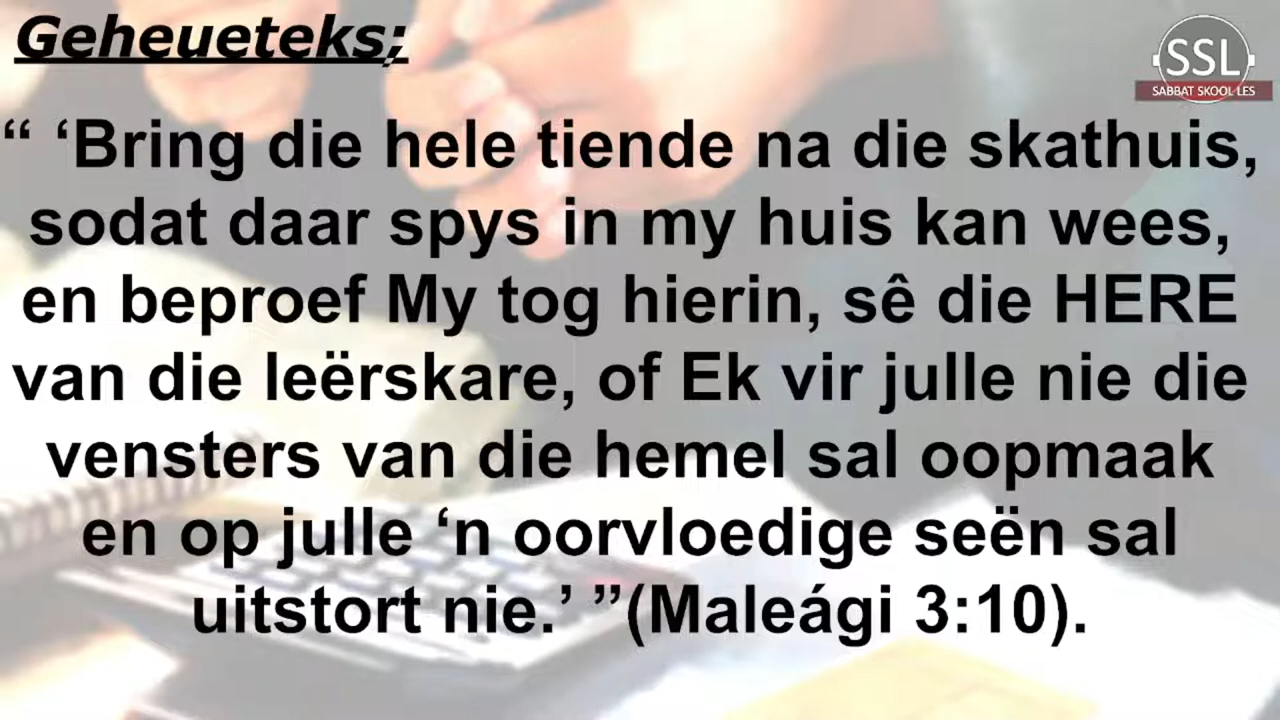 Geheueteks;
SSL
SABBAT SKOOL LES
“ ‘Bring die hele tiende na die skathuis,
sodat daar spys in my huis kan wees,
en beproef My tog hierin, sê die HERE
van die leërskare, of Ek vir julle nie die
vensters van die hemel sal oopmaak
en op julle ‘n oorvloedige seën sal
uitstort nie.’ ”(Maleági 3:10).